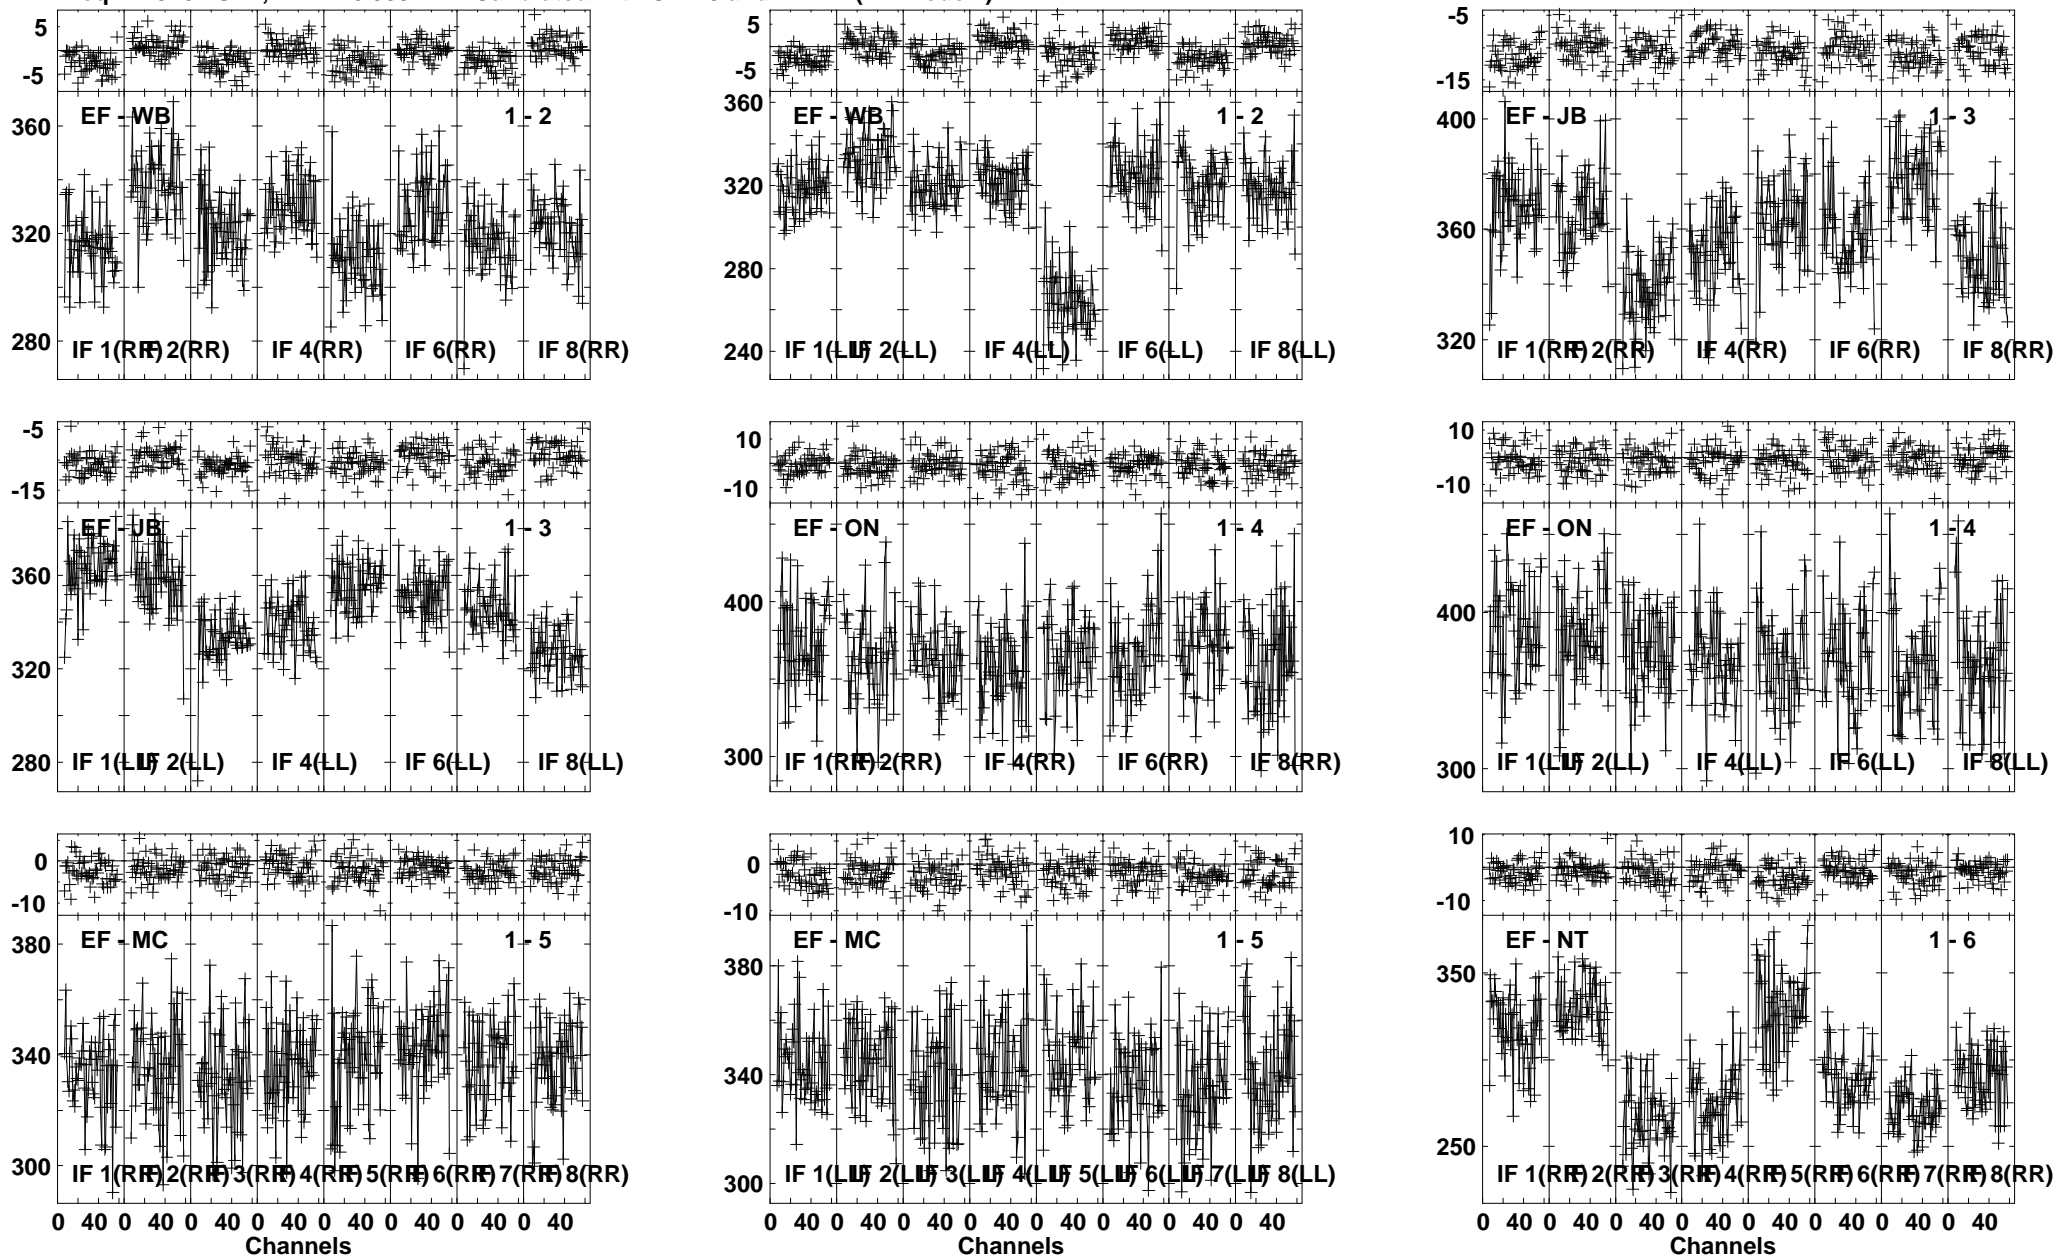 5
-5
EF - WB
1 - 2
360
320
280
IF 1(RR)
IF 2(RR)
IF 4(RR)
IF 6(RR)
IF 8(RR)
5
-5
360
EF - WB
1 - 2
320
280
240
IF 1(LL)
IF 2(LL)
IF 4(LL)
IF 6(LL)
IF 8(LL)
-5
-15
400
EF - JB
1 - 3
360
320
IF 1(RR)
IF 2(RR)
IF 4(RR)
IF 6(RR)
IF 8(RR)
-5
-15
EF - JB
1 - 3
360
320
280
IF 1(LL)
IF 2(LL)
IF 4(LL)
IF 6(LL)
IF 8(LL)
10
-10
EF - ON
1 - 4
400
300
IF 1(RR)
IF 2(RR)
IF 4(RR)
IF 6(RR)
IF 8(RR)
10
-10
EF - ON
1 - 4
400
300
IF 1(LL)
IF 2(LL)
IF 4(LL)
IF 6(LL)
IF 8(LL)
0
-10
380
EF - MC
1 - 5
340
300
IF 1(RR)
IF 2(RR)
IF 3(RR)
IF 4(RR)
IF 5(RR)
IF 6(RR)
IF 7(RR)
IF 8(RR)
0 40 0 40 0 40 0 40 0 40 0 40 0 40 0 40
Channels
0
-10
EF - MC
1 - 5
380
340
300
IF 1(LL)
IF 2(LL)
IF 3(LL)
IF 4(LL)
IF 5(LL)
IF 6(LL)
IF 7(LL)
IF 8(LL)
0 40 0 40 0 40 0 40 0 40 0 40 0 40 0 40
Channels
10
-10
EF - NT
1 - 6
350
250
IF 1(RR)
IF 2(RR)
IF 3(RR)
IF 4(RR)
IF 5(RR)
IF 6(RR)
IF 7(RR)
IF 8(RR)
0 40 0 40 0 40 0 40 0 40 0 40 0 40 0 40
Channels